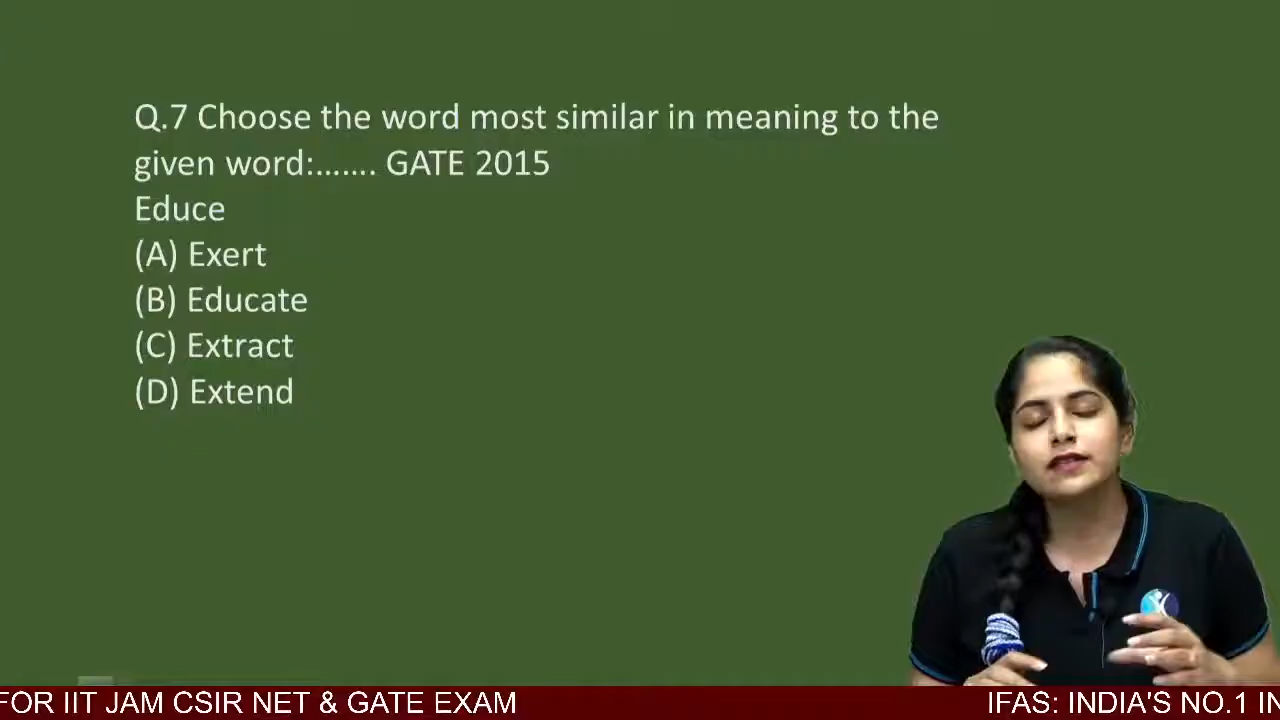 Q.7 Choose the word most similar in meaning to the
given word:....... GATE 2015
Educe
(A) Exert
(B) Educate
(C) Extract
(D) Extend
FOR IIT JAM CSIR NET & GATE EXAM
IFAS: INDIA'S NO.1 IN